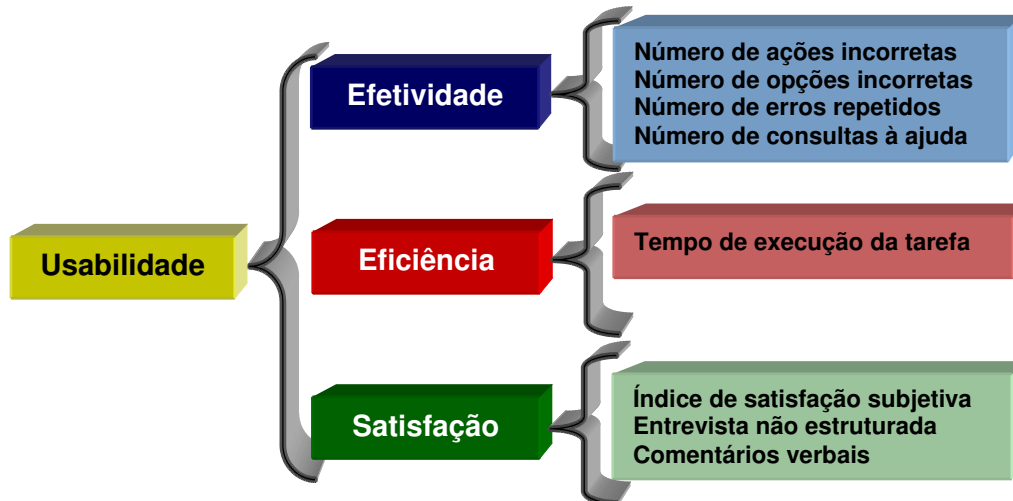 Usabilidade
Efetividade
Número de ações incorretas
Número de opções incorretas
Número de erros repetidos
Número de consultas à ajuda
Eficiência
Tempo de execução da tarefa
Satisfação
Índice de satisfação subjetiva
Entrevista não estruturada
Comentários verbais